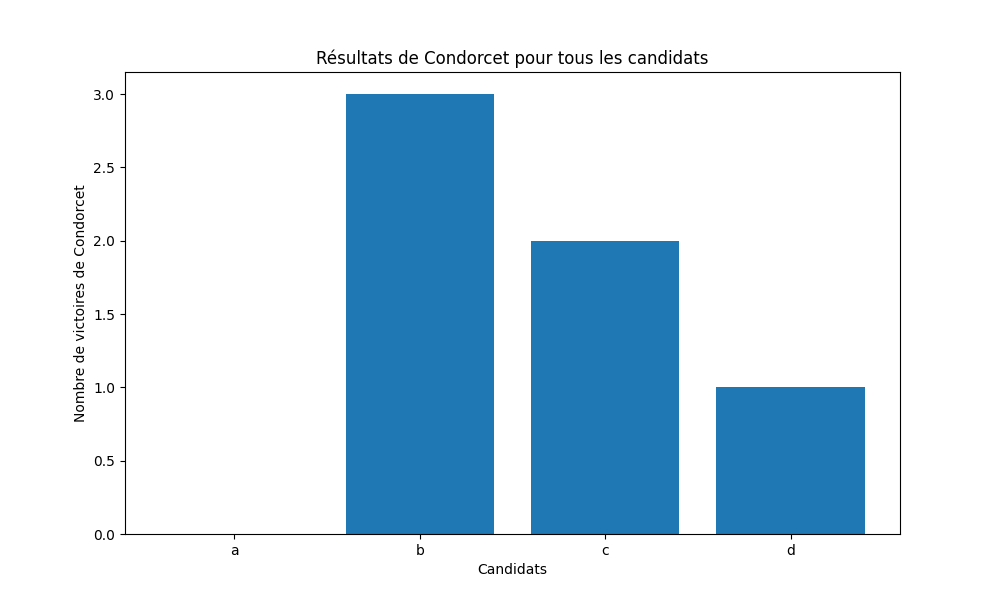 Résultats de Condorcet pour tous les candidats
Nombre de victoires de Condorcet
3.0
2.5
2.0
1.5
1.0
0.5
0.0
a b c d
Candidats